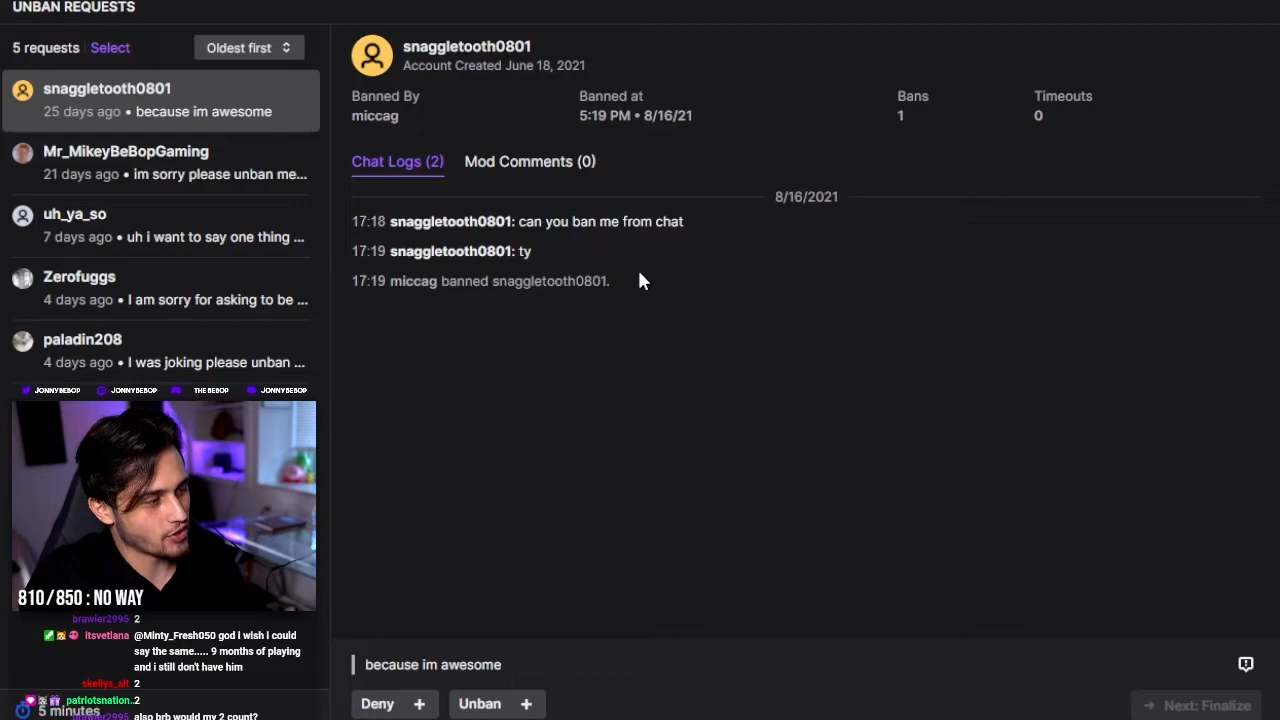 UNBAN REQUESTS
5 requests Select Oldest first
snaggletooth0801
25 days ago • because im awesome
Mr_MikeyBeBopGaming
21 days ago • im sorry please unban me...
uh_ya_so
7 days ago • uh i want to say one thing ...
Zerofuggs
4 days ago • I am sorry for asking to be ...
paladin208
4 days ago • I was joking please unban ...
JONNYBEBOP JONNYBEBOP THE BEBOP JONNYBEBOP
810/850 : NO WAY
brawler2995 2
itsvetlana @Minty_Fresh050 god i wish i could
say the same..... 9 months of playing
and i still don't have him
skellys_alt 2
patriotsnation.. 2
5 minutes
brawler2995 also brb would my 2 count?
snaggletooth0801
Account Created June 18, 2021
Banned By Banned at Bans Timeouts
miccag 5:19 PM • 8/16/21 1 0
Chat Logs (2) Mod Comments (0)
8/16/2021
17:18 snaggletooth0801: can you ban me from chat
17:19 snaggletooth0801: ty
17:19 miccag banned snaggletooth0801.
because im awesome
Deny + Unban + Next: Finalize